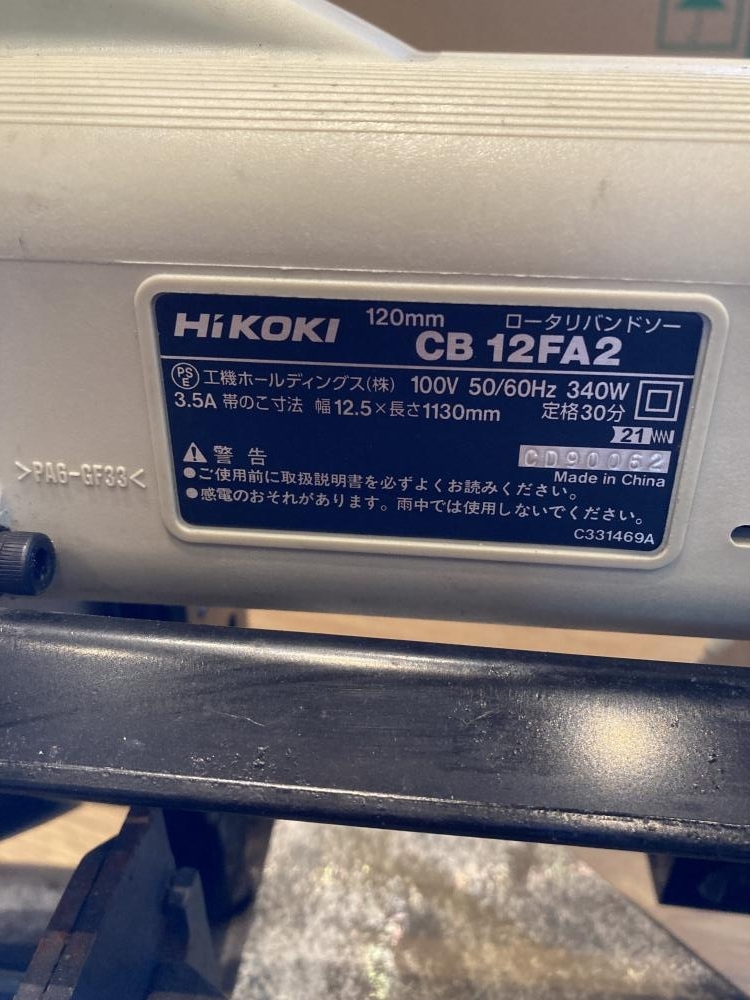 HiKOKI 120mm ロータリバンドソー
CB 12FA2
PS
E 工機ホールディングス(株) 100V 50/60Hz 340W
3.5A 帯のこ寸法 幅12.5×長さ1130mm 定格30分
21
警告 CD90062
●ご使用前に取扱説明書を必ずよくお読みください。 Made in China
●感電のおそれがあります。雨中では使用しないでください。
C331469A
>PA6-GF33<